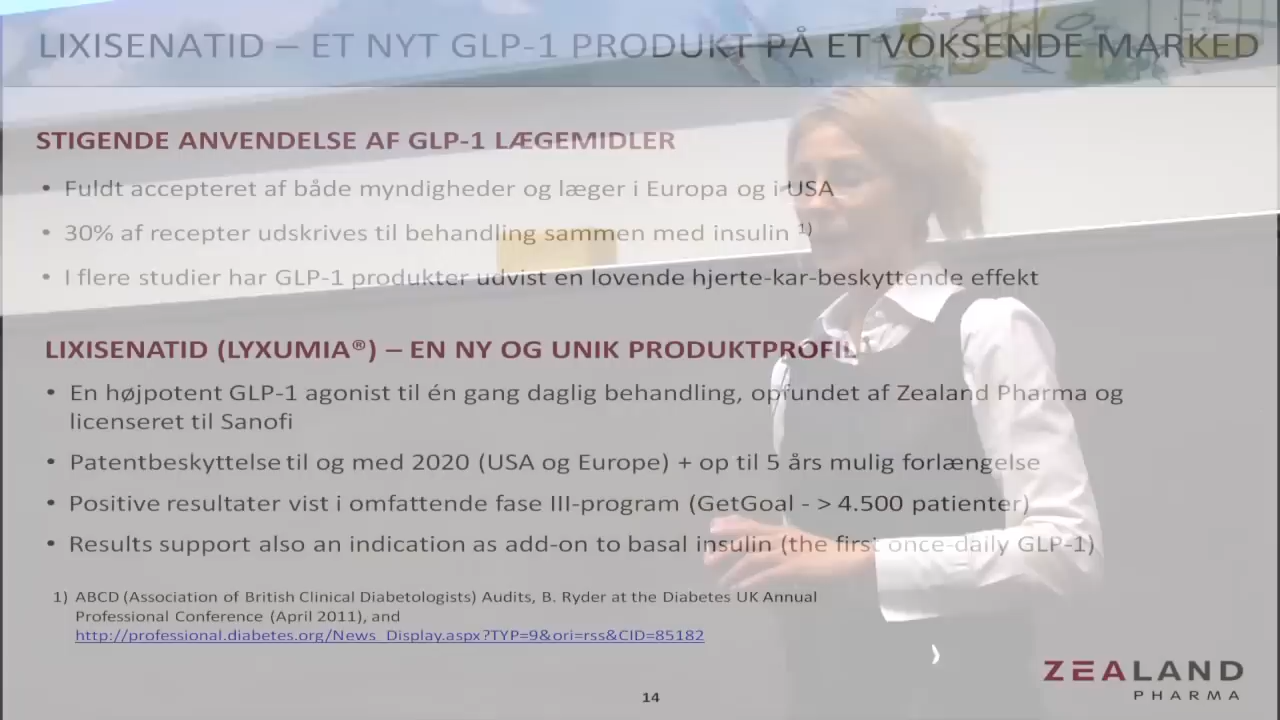 LIXISENATID – ET NYT GLP-1 PRODUKT PÅ ET VOKSENDE MARKED
STIGENDE ANVENDELSE AF GLP-1 LÆGEMIDLER
• Fuldt accepteret af både myndigheder og læger i Europa og i USA
• 30% af recepter udskrives til behandling sammen med insulin 1)
• I flere studier har GLP-1 produkter udvist en lovende hjerte-kar-beskyttende effekt
LIXISENATID (LYXUMIA®) – EN NY OG UNIK PRODUKTPROFIL
• En højpotent GLP-1 agonist til én gang daglig behandling, opfundet af Zealand Pharma og
licenseret til Sanofi
• Patentbeskyttelse til og med 2020 (USA og Europe) + op til 5 års mulig forlængelse
• Positive resultater vist i omfattende fase III-program (GetGoal - > 4.500 patienter)
• Results support also an indication as add-on to basal insulin (the first once-daily GLP-1)
1) ABCD (Association of British Clinical Diabetologists) Audits, B. Ryder at the Diabetes UK Annual
Professional Conference (April 2011), and
http://professional.diabetes.org/News_Display.aspx?TYP=9&ori=rss&CID=85182
14
ZEALAND
PHARMA